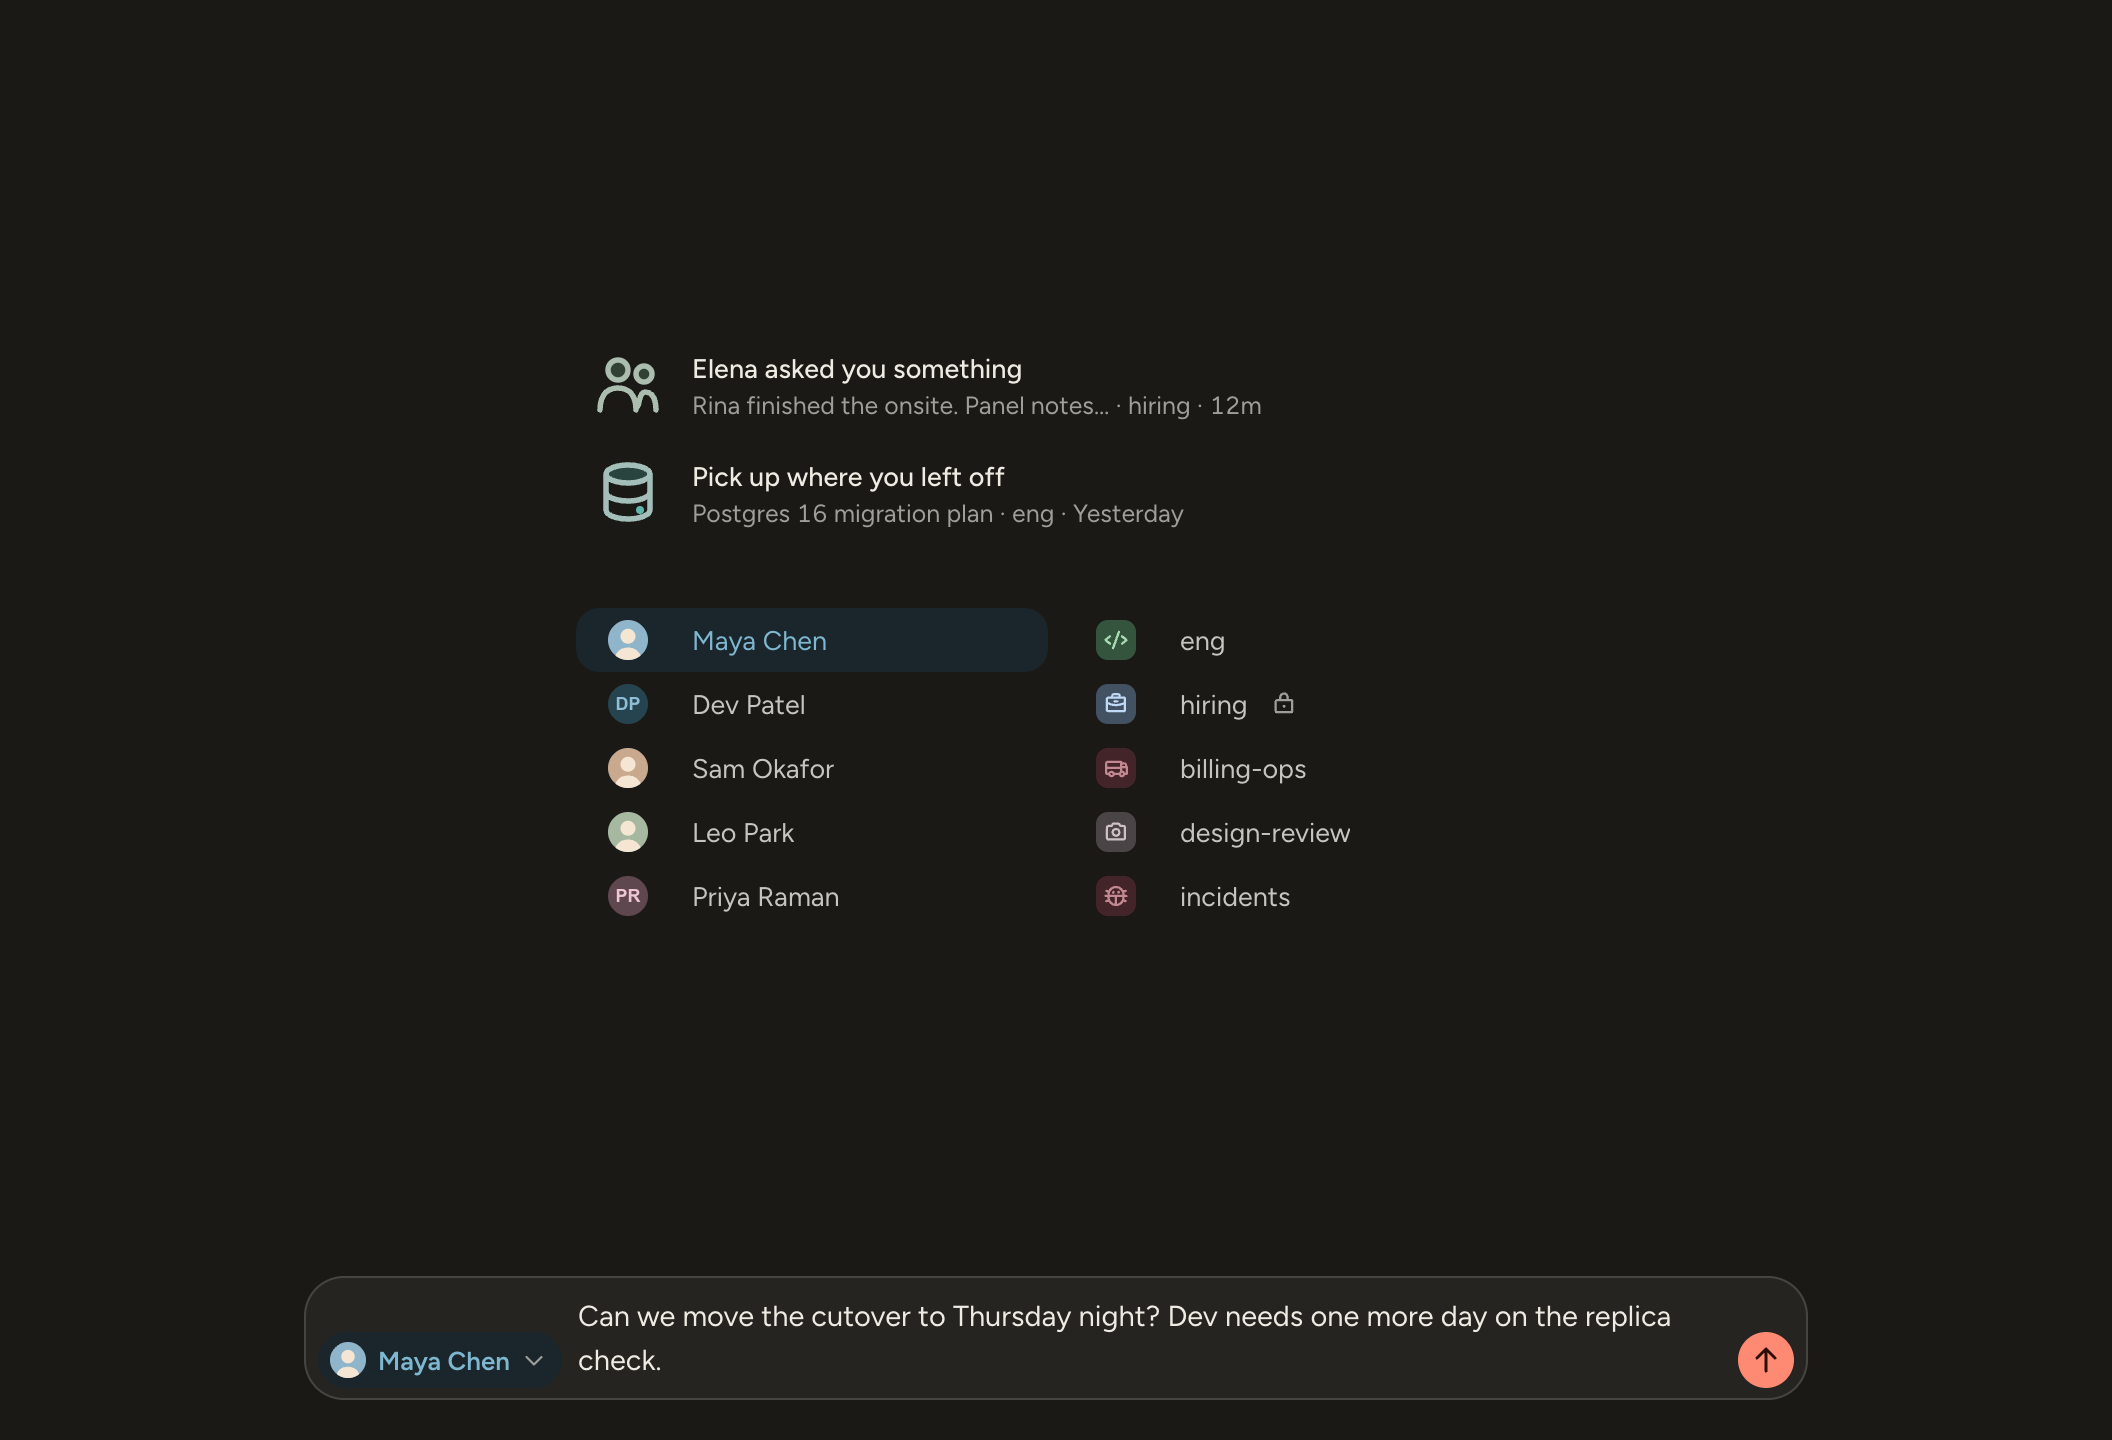 Elena asked you something
Rina finished the onsite. Panel notes... · hiring · 12m
Pick up where you left off
Postgres 16 migration plan · eng · Yesterday
Maya Chen
DP Dev Patel
Sam Okafor
Leo Park
PR Priya Raman
eng
hiring
billing-ops
design-review
incidents
Maya Chen
Can we move the cutover to Thursday night? Dev needs one more day on the replica
check.